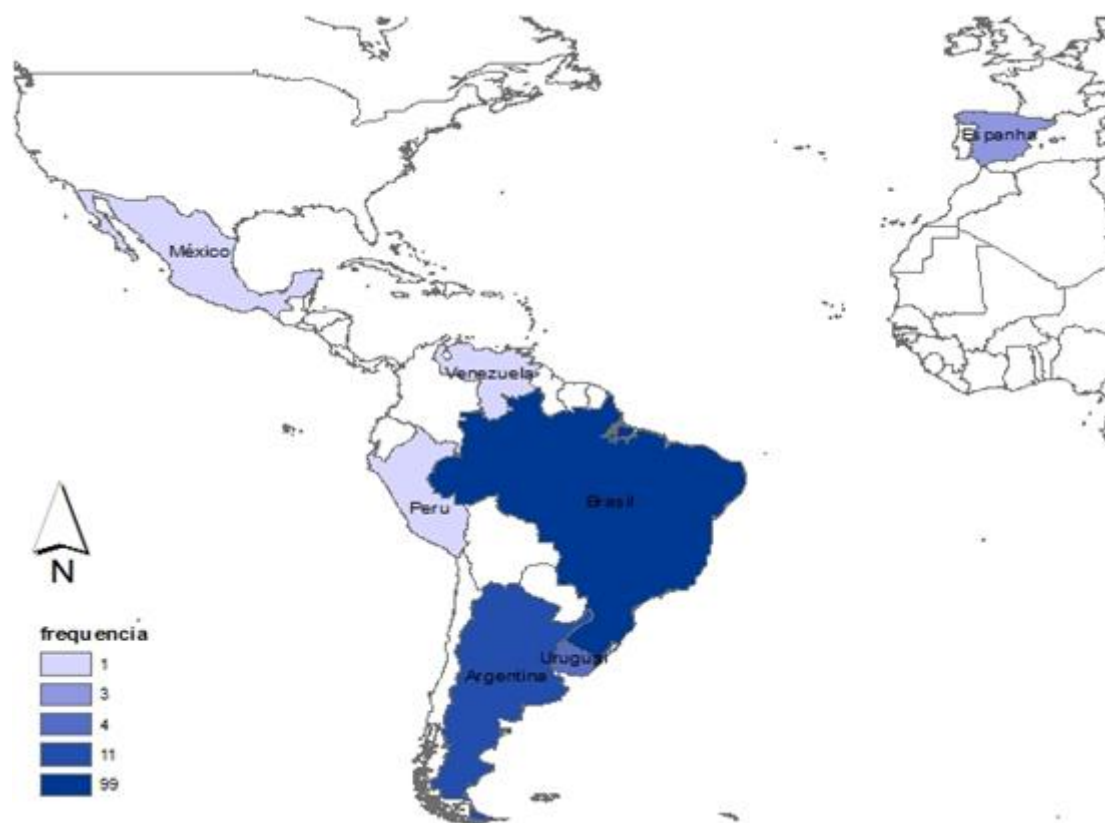 Espanha
México
Venezuela
Brasil
Peru
Uruguai
Argentina
N
frequencia
1
3
4
11
99